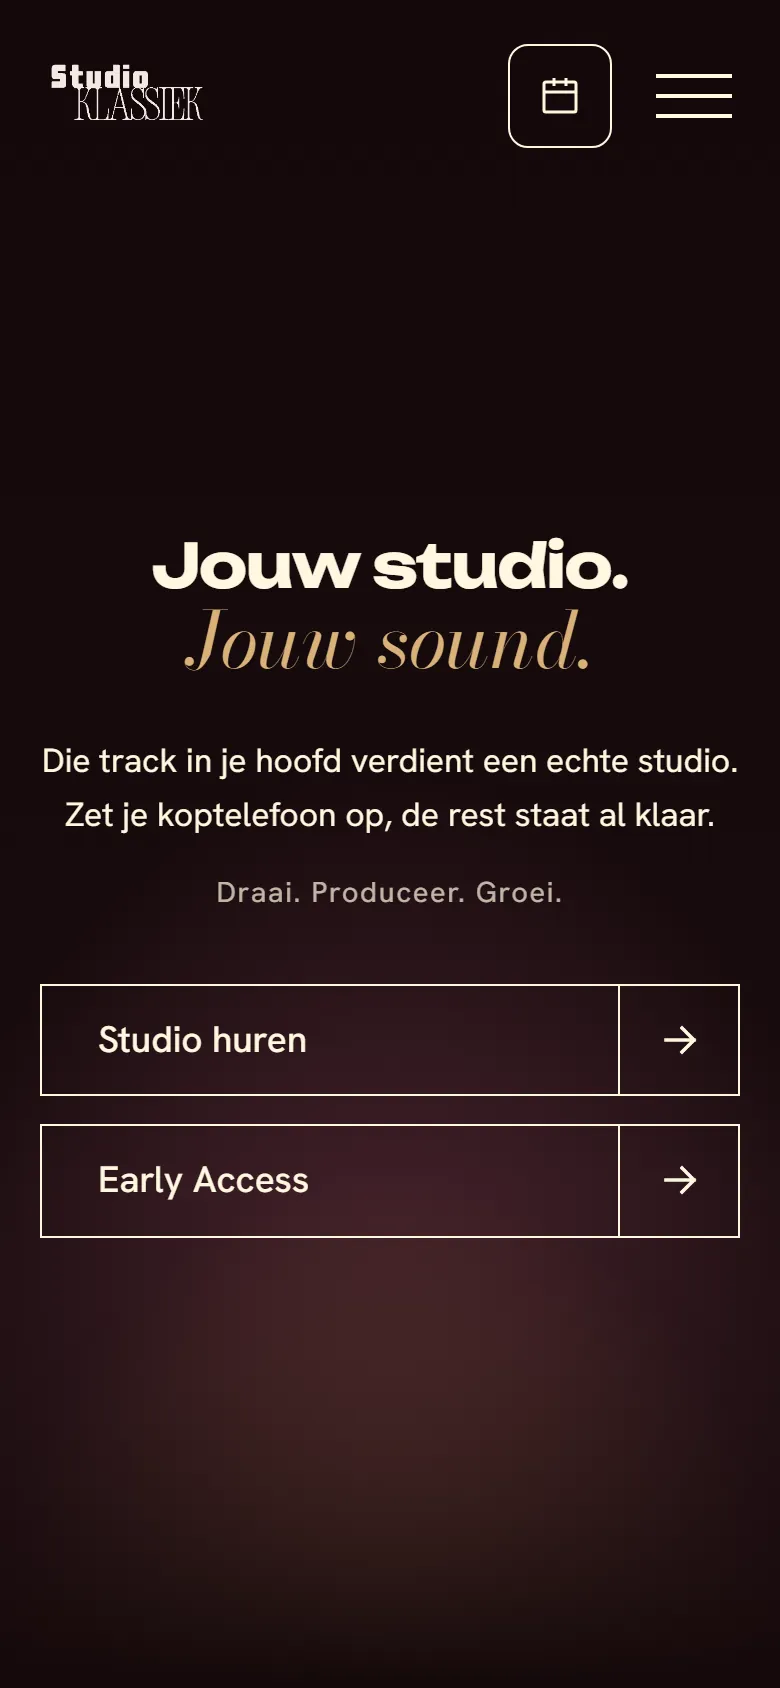 Studio
KLASSIEK
Jouw studio.
Jouw sound.
Die track in je hoofd verdient een echte studio.
Zet je koptelefoon op, de rest staat al klaar.
Draai. Produceer. Groei.
Studio huren
Early Access